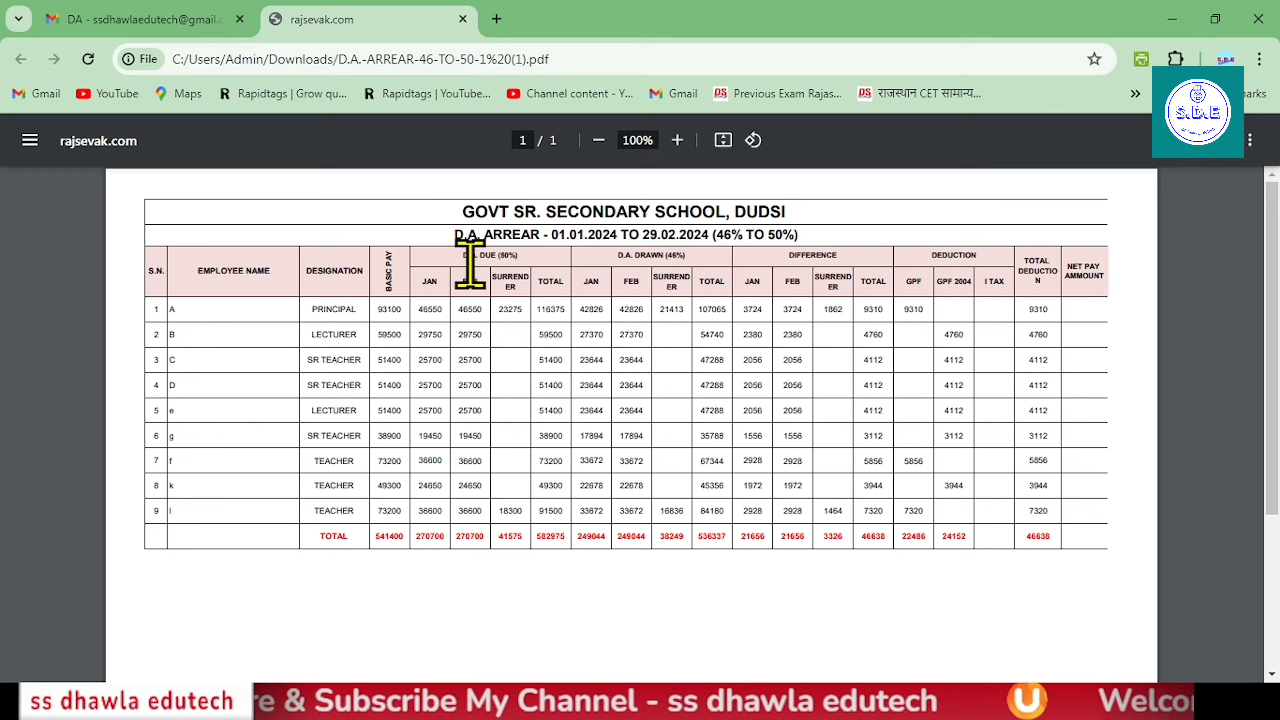 DA - ssdhawlaedutech@gmail.c
rajsevak.com
File C:/Users/Admin/Downloads/D.A.-ARREAR-46-TO-50-1%20(1).pdf
Gmail YouTube Maps Rapidtags | Grow qu... Rapidtags | YouTube... Channel content - Y... Gmail Previous Exam Rajas... राजस्थान CET सामान्य... » marks
S.D.E
rajsevak.com 1 / 1 100%
GOVT SR. SECONDARY SCHOOL, DUDSI
D.A. ARREAR - 01.01.2024 TO 29.02.2024 (46% TO 50%)
S.N. EMPLOYEE NAME DESIGNATION BASIC PAY DUE (50%) D.A. DRAWN (46%) DIFFERENCE DEDUCTION TOTAL DEDUCTION NET PAY AMMOUNT
JAN SURRENDER TOTAL JAN FEB SURRENDER TOTAL JAN FEB SURRENDER TOTAL GPF GPF 2004 I TAX
1 A PRINCIPAL 93100 46550 46550 23275 116375 42826 42826 21413 107065 3724 3724 1862 9310 9310 9310
2 B LECTURER 59500 29750 29750 59500 27370 27370 54740 2380 2380 4760 4760 4760
3 C SR TEACHER 51400 25700 25700 51400 23644 23644 47288 2056 2056 4112 4112 4112
4 D SR TEACHER 51400 25700 25700 51400 23644 23644 47288 2056 2056 4112 4112 4112
5 e LECTURER 51400 25700 25700 51400 23644 23644 47288 2056 2056 4112 4112 4112
6 g SR TEACHER 38900 19450 19450 38900 17894 17894 35788 1556 1556 3112 3112 3112
7 f TEACHER 73200 36600 36600 73200 33672 33672 67344 2928 2928 5856 5856 5856
8 k TEACHER 49300 24650 24650 49300 22678 22678 45356 1972 1972 3944 3944 3944
9 l TEACHER 73200 36600 36600 18300 91500 33672 33672 16836 84180 2928 2928 1464 7320 7320 7320
TOTAL 541400 270700 270700 41575 582975 249044 249044 38249 536337 21656 21656 3326 46638 22486 24152 46638
ss dhawla edutech re & Subscribe My Channel - ss dhawla edutech Welcor